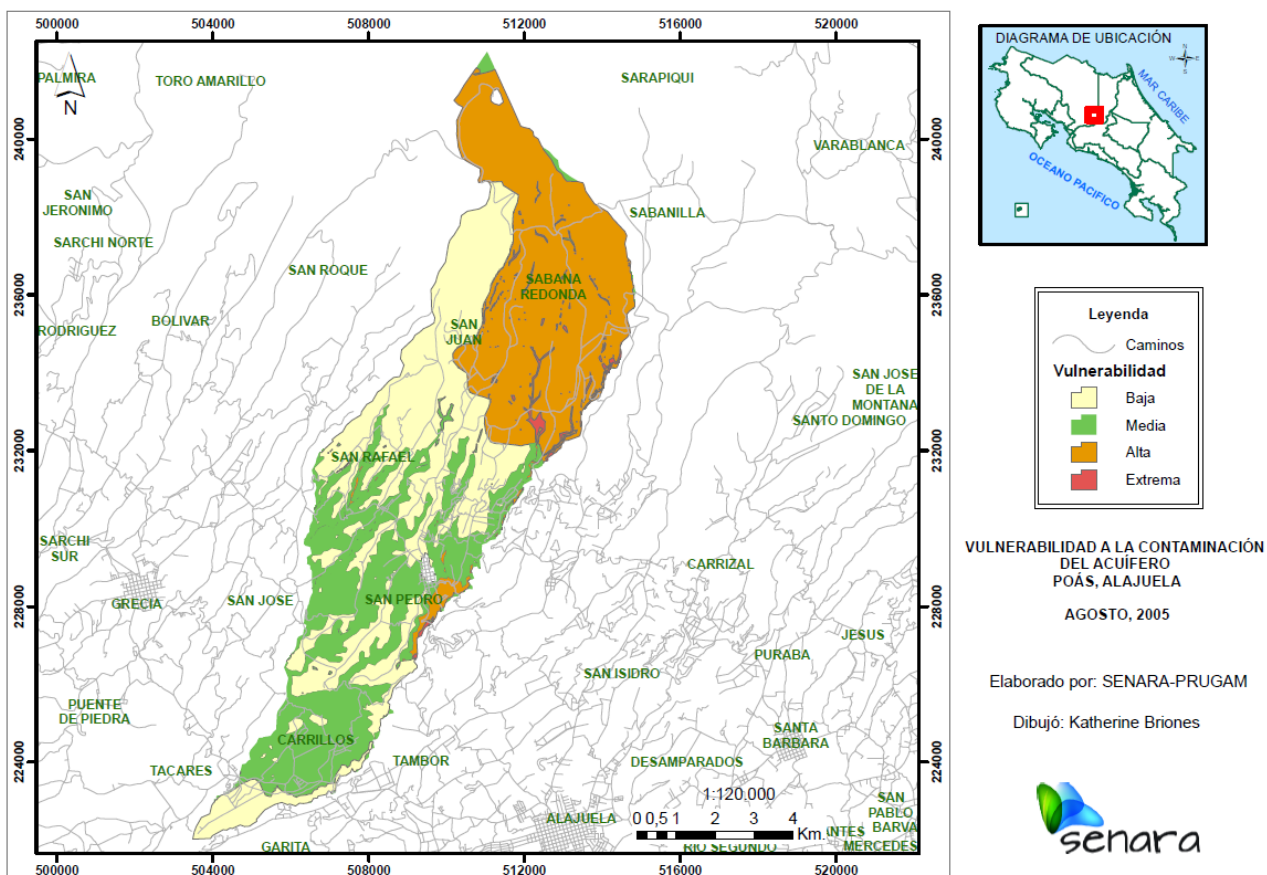 500000 504000 508000 512000 516000 520000
PALMIRA
TORO AMARILLO
SARAPIQUI
N
240000
240000
VARABLANCA
SAN
JERONIMO
SABANILLA
SARCHI NORTE
SAN ROQUE
SABANA
REDONDA
236000
236000
RODRIGUEZ
BOLIVAR
SAN
JUAN
SAN JOSE
DE LA
MONTANA
SANTO DOMINGO
232000
232000
SAN RAFAEL
SARCHI
SUR
CARRIZAL
GRECIA
SAN JOSE
SAN PEDRO
228000
228000
JESUS
PURABA
SAN ISIDRO
PUENTE
DE PIEDRA
SANTA
BARBARA
CARRILLOS
TACARES
TAMBOR
DESAMPARADOS
224000
224000
1:120,000
0 0,5 1 2 3 4
Km.
SAN
PABLO
BARVA
ALAJUELA
NTES
MERCEDES
GARITA
RIO SEGUNDO
500000 504000 508000 512000 516000 520000
DIAGRAMA DE UBICACIÓN
N
W E
S
MAR CARIBE
OCEANO PACIFICO
Leyenda
Caminos
Vulnerabilidad
Baja
Media
Alta
Extrema
VULNERABILIDAD A LA CONTAMINACIÓN
DEL ACUÍFERO
POÁS, ALAJUELA
AGOSTO, 2005
Elaborado por: SENARA-PRUGAM
Dibujó: Katherine Briones
senara